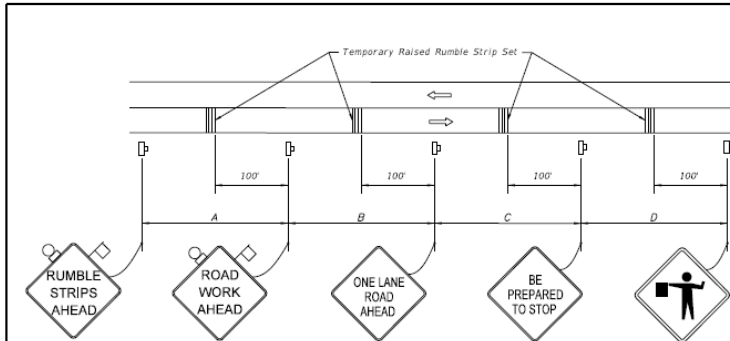 Temporary Raised Rumble Strip Set
100'
100'
100'
100'
A
B
C
D
RUMBLE
STRIPS
AHEAD
ROAD
WORK
AHEAD
ONE LANE
ROAD
AHEAD
BE
PREPARED
TO STOP